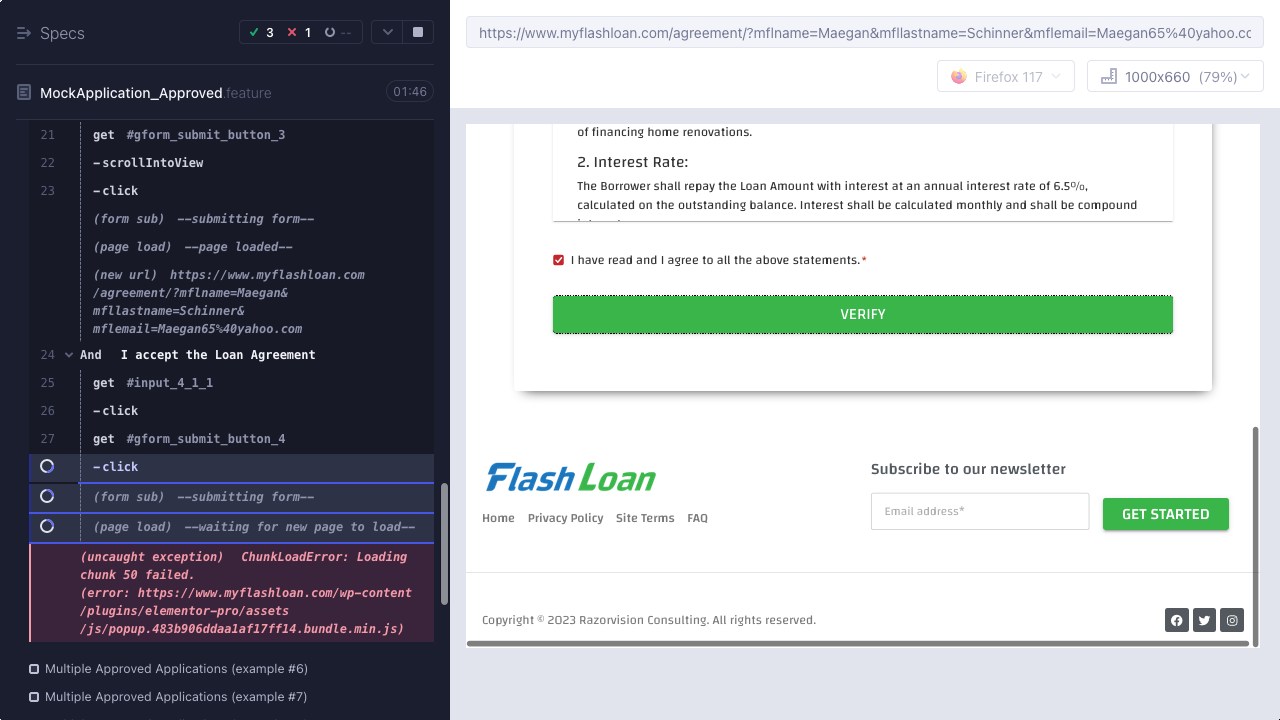 Specs
3 1 --
MockApplication_Approved.feature 01:46
21 get #gform_submit_button_3
22 -scrollIntoView
23 -click
(form sub) --submitting form--
(page load) --page loaded--
(new url) https://www.myflashloan.com
/agreement/?mflname=Maegan&
mfllastname=Schinner&
mflemail=Maegan65%40yahoo.com
24 And I accept the Loan Agreement
25 get #input_4_1_1
26 -click
27 get #gform_submit_button_4
-click
(form sub) --submitting form--
(page load) --waiting for new page to load--
(uncaught exception) ChunkLoadError: Loading
chunk 50 failed.
(error: https://www.myflashloan.com/wp-content
/plugins/elementor-pro/assets
/js/popup.483b906ddaa1af17ff14.bundle.min.js)
Multiple Approved Applications (example #6)
Multiple Approved Applications (example #7)
https://www.myflashloan.com/agreement/?mflname=Maegan&mfllastname=Schinner&mflemail=Maegan65%40yahoo.cc
Firefox 117
1000x660 (79%)
of financing home renovations.
2. Interest Rate:
The Borrower shall repay the Loan Amount with interest at an annual interest rate of 6.5%,
calculated on the outstanding balance. Interest shall be calculated monthly and shall be compound
I have read and I agree to all the above statements.*
VERIFY
Flash Loan
Home Privacy Policy Site Terms FAQ
Subscribe to our newsletter
Email address*
GET STARTED
Copyright © 2023 Razorvision Consulting. All rights reserved.